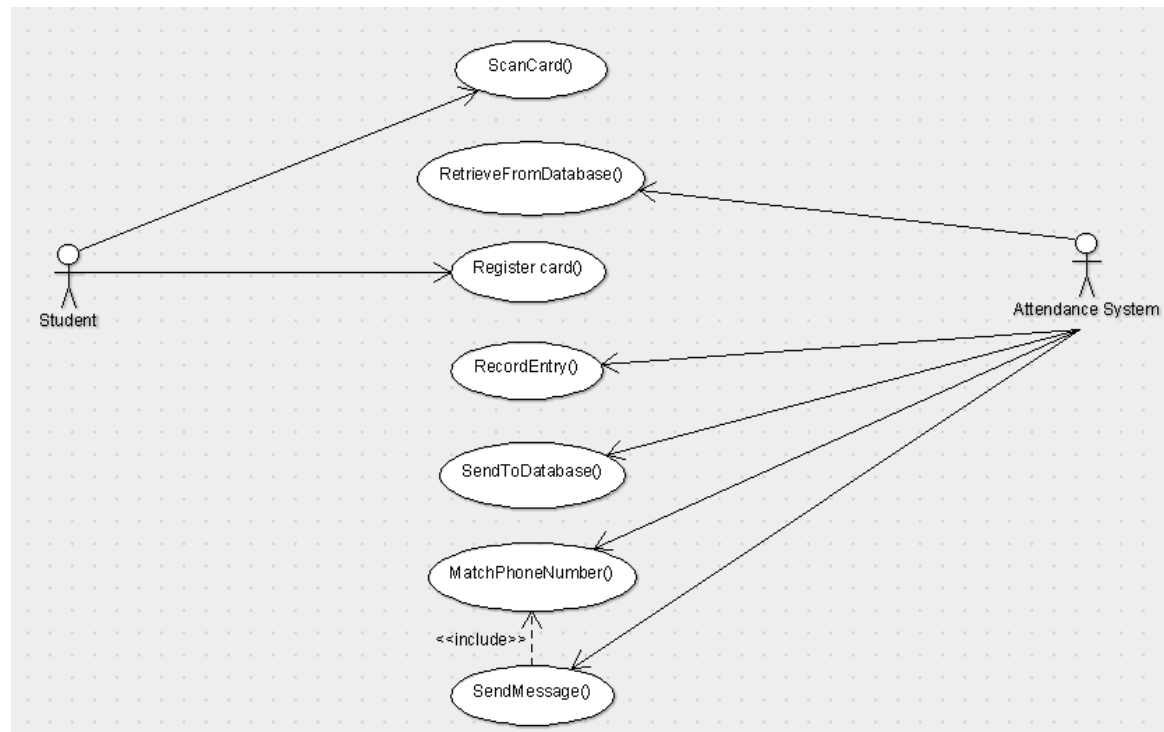 ScanCard()
RetrieveFromDatabase()
Register card()
Student
Attendance System
RecordEntry()
SendToDatabase()
MatchPhoneNumber()
<<include>>
SendMessage()